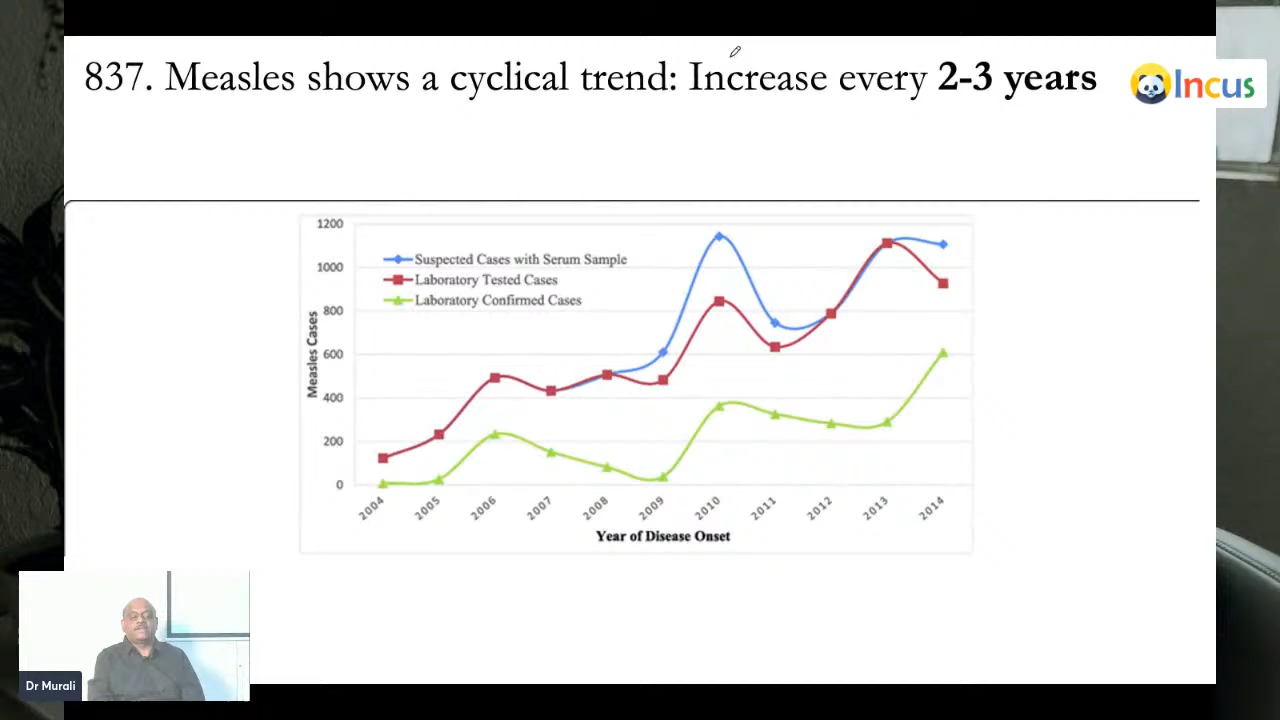 837. Measles shows a cyclical trend: Increase every 2-3 years
Incus
1200
1000
800
600
400
200
0
Measles Cases
Suspected Cases with Serum Sample
Laboratory Tested Cases
Laboratory Confirmed Cases
2004 2005 2006 2007 2008 2009 2010 2011 2012 2013 2014
Year of Disease Onset
Dr Murali